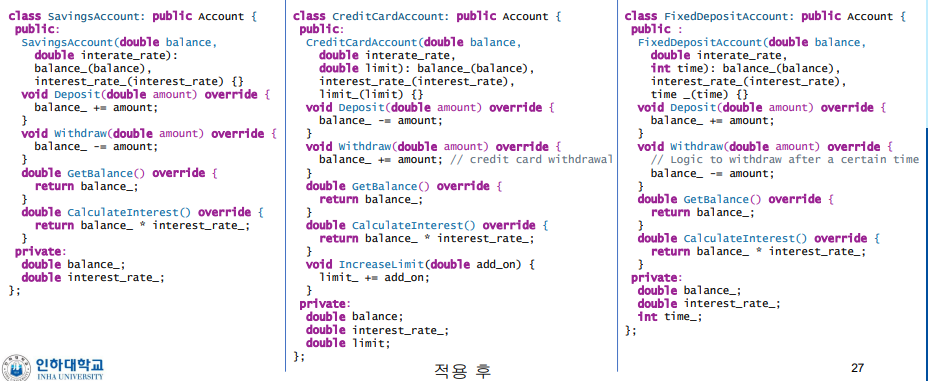 class SavingsAccount: public Account {
public:
SavingsAccount(double balance,
double interate_rate):
balance_(balance),
interest_rate_(interest_rate) {}
void Deposit(double amount) override {
balance_ += amount;
}
void Withdraw(double amount) override {
balance_ -= amount;
}
double GetBalance() override {
return balance_;
}
double CalculateInterest() override {
return balance_ * interest_rate_;
}
private:
double balance_;
double interest_rate_;
};
class CreditCardAccount: public Account {
public:
CreditCardAccount(double balance,
double interate_rate,
double limit): balance_(balance),
interest_rate_(interest_rate),
limit_(limit) {}
void Deposit(double amount) override {
balance_ -= amount;
}
void Withdraw(double amount) override {
balance_ += amount; // credit card withdrawal
}
double GetBalance() override {
return balance_;
}
double CalculateInterest() override {
return balance_ * interest_rate_;
}
void IncreaseLimit(double add_on) {
limit_ += add_on;
}
private:
double balance;
double interest_rate_;
double limit;
};
class FixedDepositAccount: public Account {
public :
FixedDepositAccount(double balance,
double interate_rate,
int time): balance_(balance),
interest_rate_(interest_rate),
time _(time) {}
void Deposit(double amount) override {
balance_ += amount;
}
void Withdraw(double amount) override {
// Logic to withdraw after a certain time
balance_ -= amount;
}
double GetBalance() override {
return balance_;
}
double CalculateInterest() override {
return balance_ * interest_rate_;
}
private:
double balance_;
double interest_rate_;
int time_;
};
인하대학교
INHA UNIVERSITY
적용 후
27